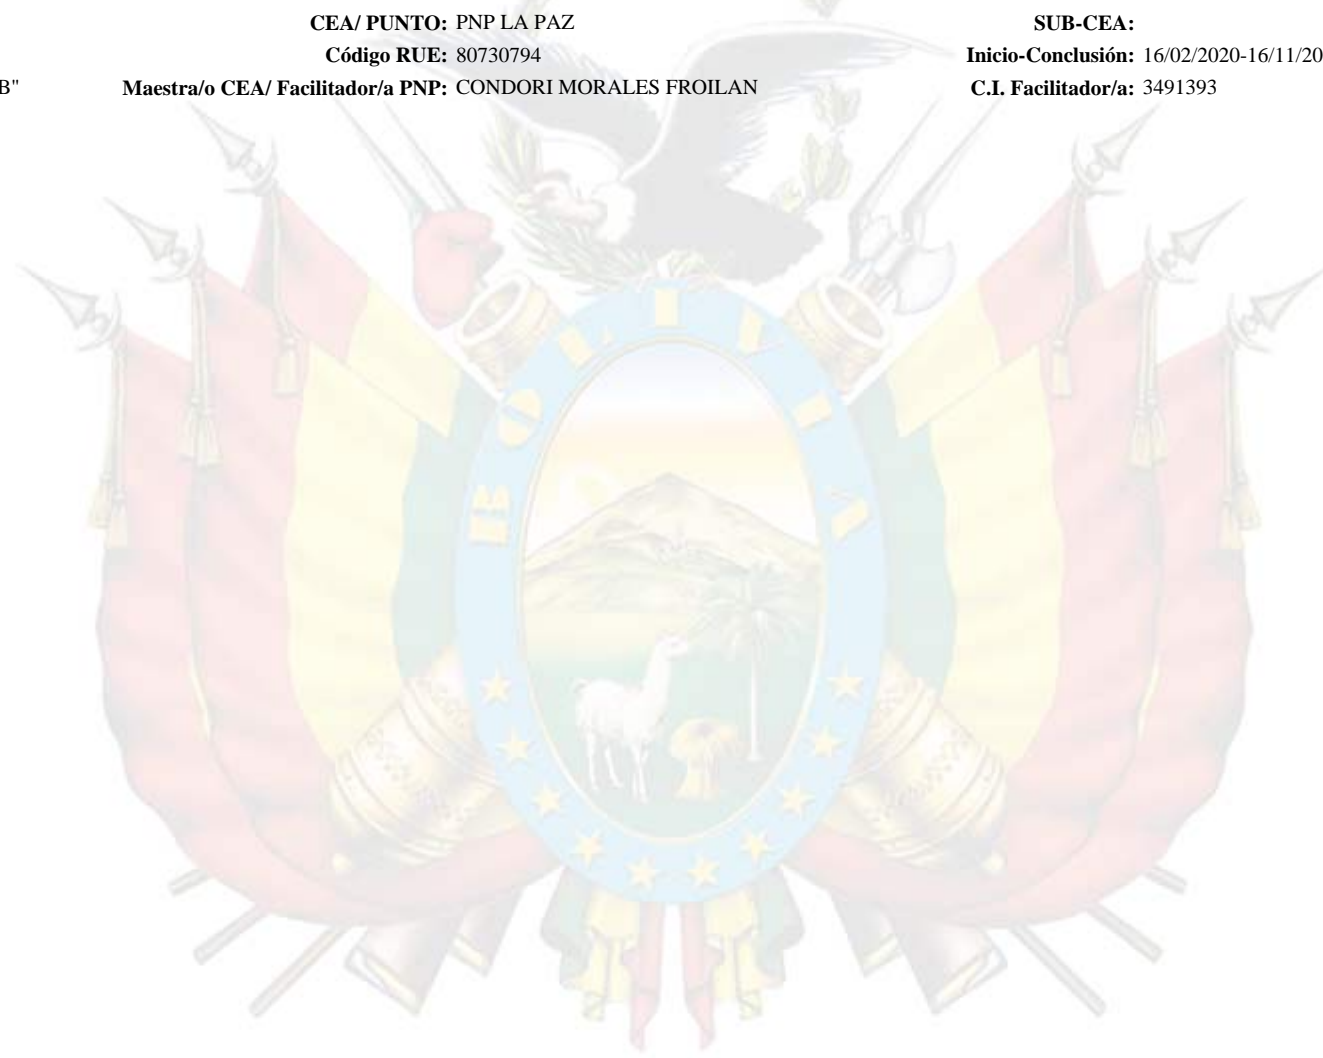 CEA/ PUNTO: PNP LA PAZ SUB-CEA:
Código RUE: 80730794 Inicio-Conclusión: 16/02/2020-16/11/20
B" Maestra/o CEA/ Facilitador/a PNP: CONDORI MORALES FROILAN C.I. Facilitador/a: 3491393
BOLIVIA